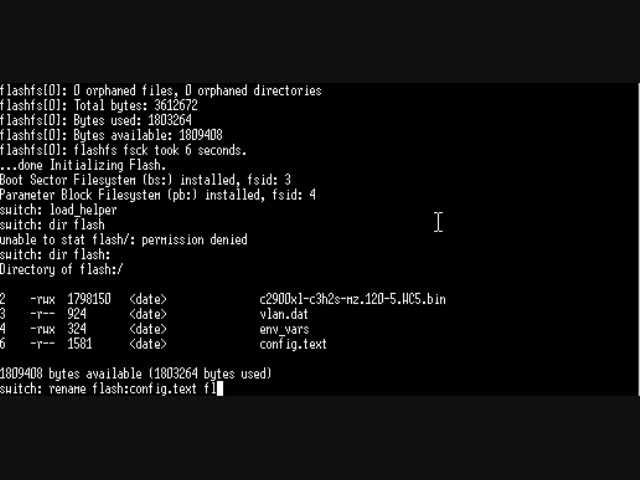 flashfs[0]: 0 orphaned files, 0 orphaned directories
flashfs[0]: Total bytes: 3612672
flashfs[0]: Bytes used: 1803264
flashfs[0]: Bytes available: 1809408
flashfs[0]: flashfs fsck took 6 seconds.
...done Initializing Flash.
Boot Sector Filesystem (bs:) installed, fsid: 3
Parameter Block Filesystem (pb:) installed, fsid: 4
switch: load_helper
switch: dir flash
unable to stat flash/: permission denied
switch: dir flash:
Directory of flash:/
2 -rwx 1798150 <date> c2900xl-c3h2s-mz.120-5.WC5.bin
3 -r-- 924 <date> vlan.dat
4 -rwx 324 <date> env_vars
6 -r-- 1581 <date> config.text
1809408 bytes available (1803264 bytes used)
switch: rename flash:config.text fl